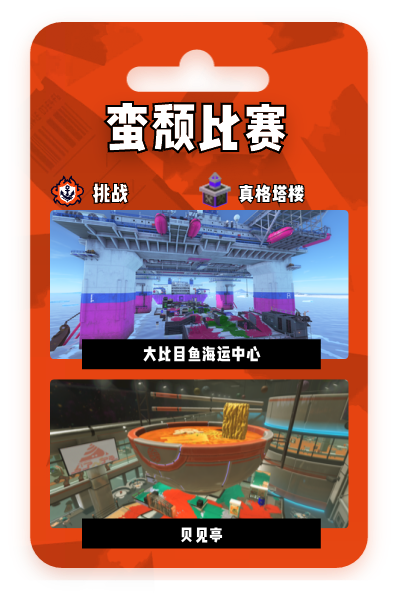 蛮颓比赛
挑战
真格塔楼
大比目鱼海运中心
贝见亭